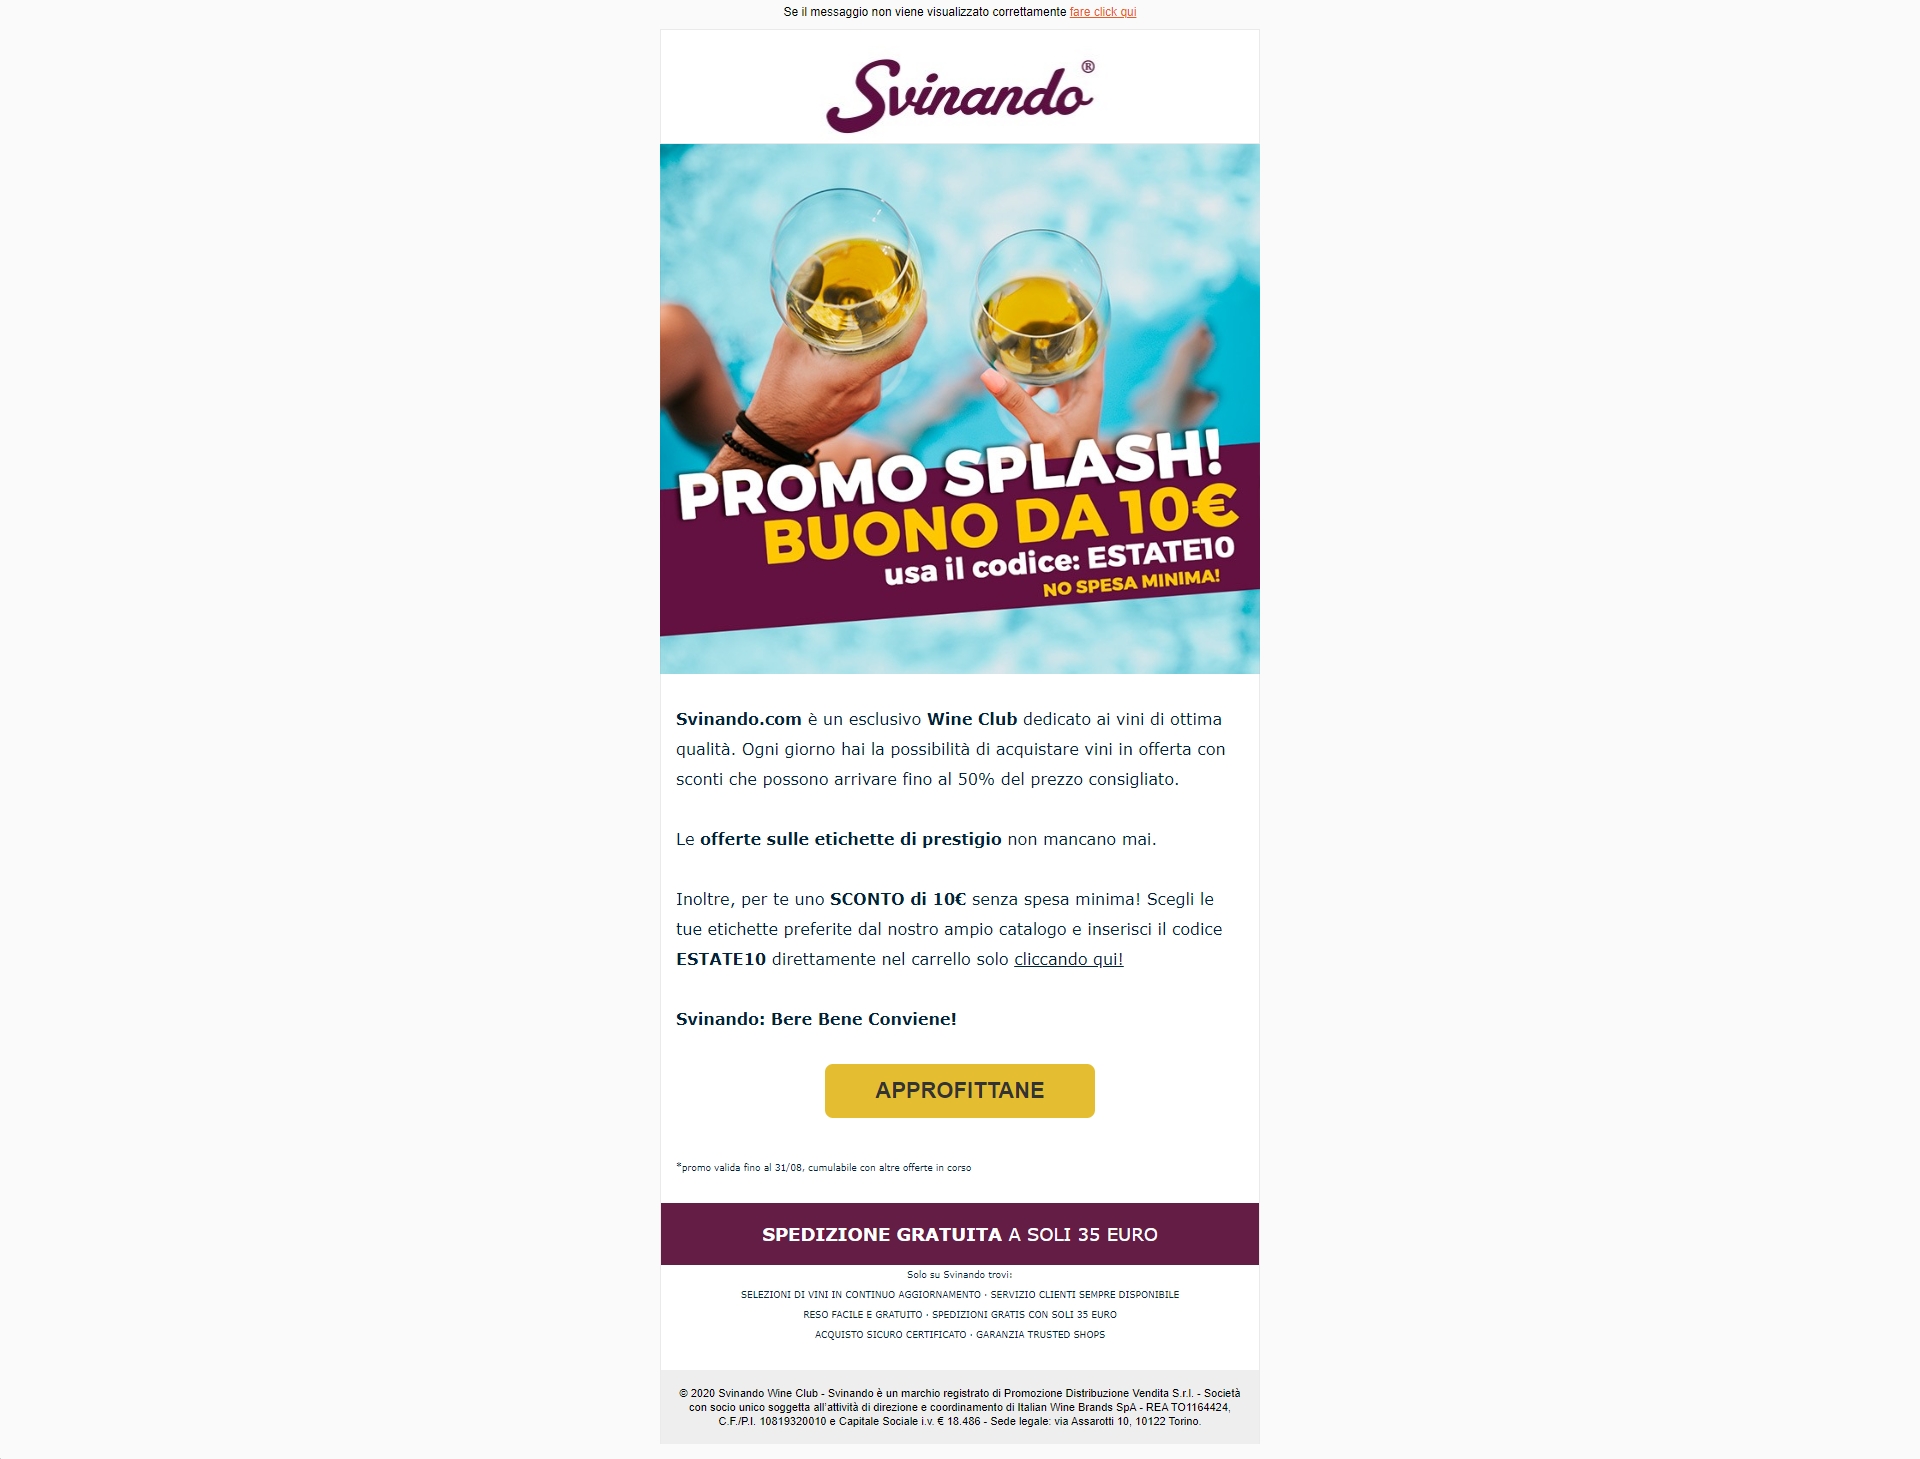 Se il messaggio non viene visualizzato correttamente fare click qui
Svinando®
PROMO SPLASH!
BUONO DA 10€
usa il codice: ESTATE10
NO SPESA MINIMA!
Svinando.com è un esclusivo Wine Club dedicato ai vini di ottima
qualità. Ogni giorno hai la possibilità di acquistare vini in offerta con
sconti che possono arrivare fino al 50% del prezzo consigliato.
Le offerte sulle etichette di prestigio non mancano mai.
Inoltre, per te uno SCONTO di 10€ senza spesa minima! Scegli le
tue etichette preferite dal nostro ampio catalogo e inserisci il codice
ESTATE10 direttamente nel carrello solo cliccando qui!
Svinando: Bere Bene Conviene!
APPROFITTANE
*promo valida fino al 31/08, cumulabile con altre offerte in corso
SPEDIZIONE GRATUITA A SOLI 35 EURO
Solo su Svinando trovi:
SELEZIONI DI VINI IN CONTINUO AGGIORNAMENTO · SERVIZIO CLIENTI SEMPRE DISPONIBILE
RESO FACILE E GRATUITO · SPEDIZIONI GRATIS CON SOLI 35 EURO
ACQUISTO SICURO CERTIFICATO · GARANZIA TRUSTED SHOPS
© 2020 Svinando Wine Club - Svinando è un marchio registrato di Promozione Distribuzione Vendita S.r.l. - Società
con socio unico soggetta all'attività di direzione e coordinamento di Italian Wine Brands SpA - REA TO1164424,
C.F./P.I. 10819320010 e Capitale Sociale i.v. € 18.486 - Sede legale: via Assarotti 10, 10122 Torino.